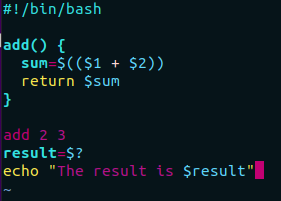 #!/bin/bash
add() {
sum=$(($1 + $2))
return $sum
}
add 2 3
result=$?
echo "The result is $result"
~